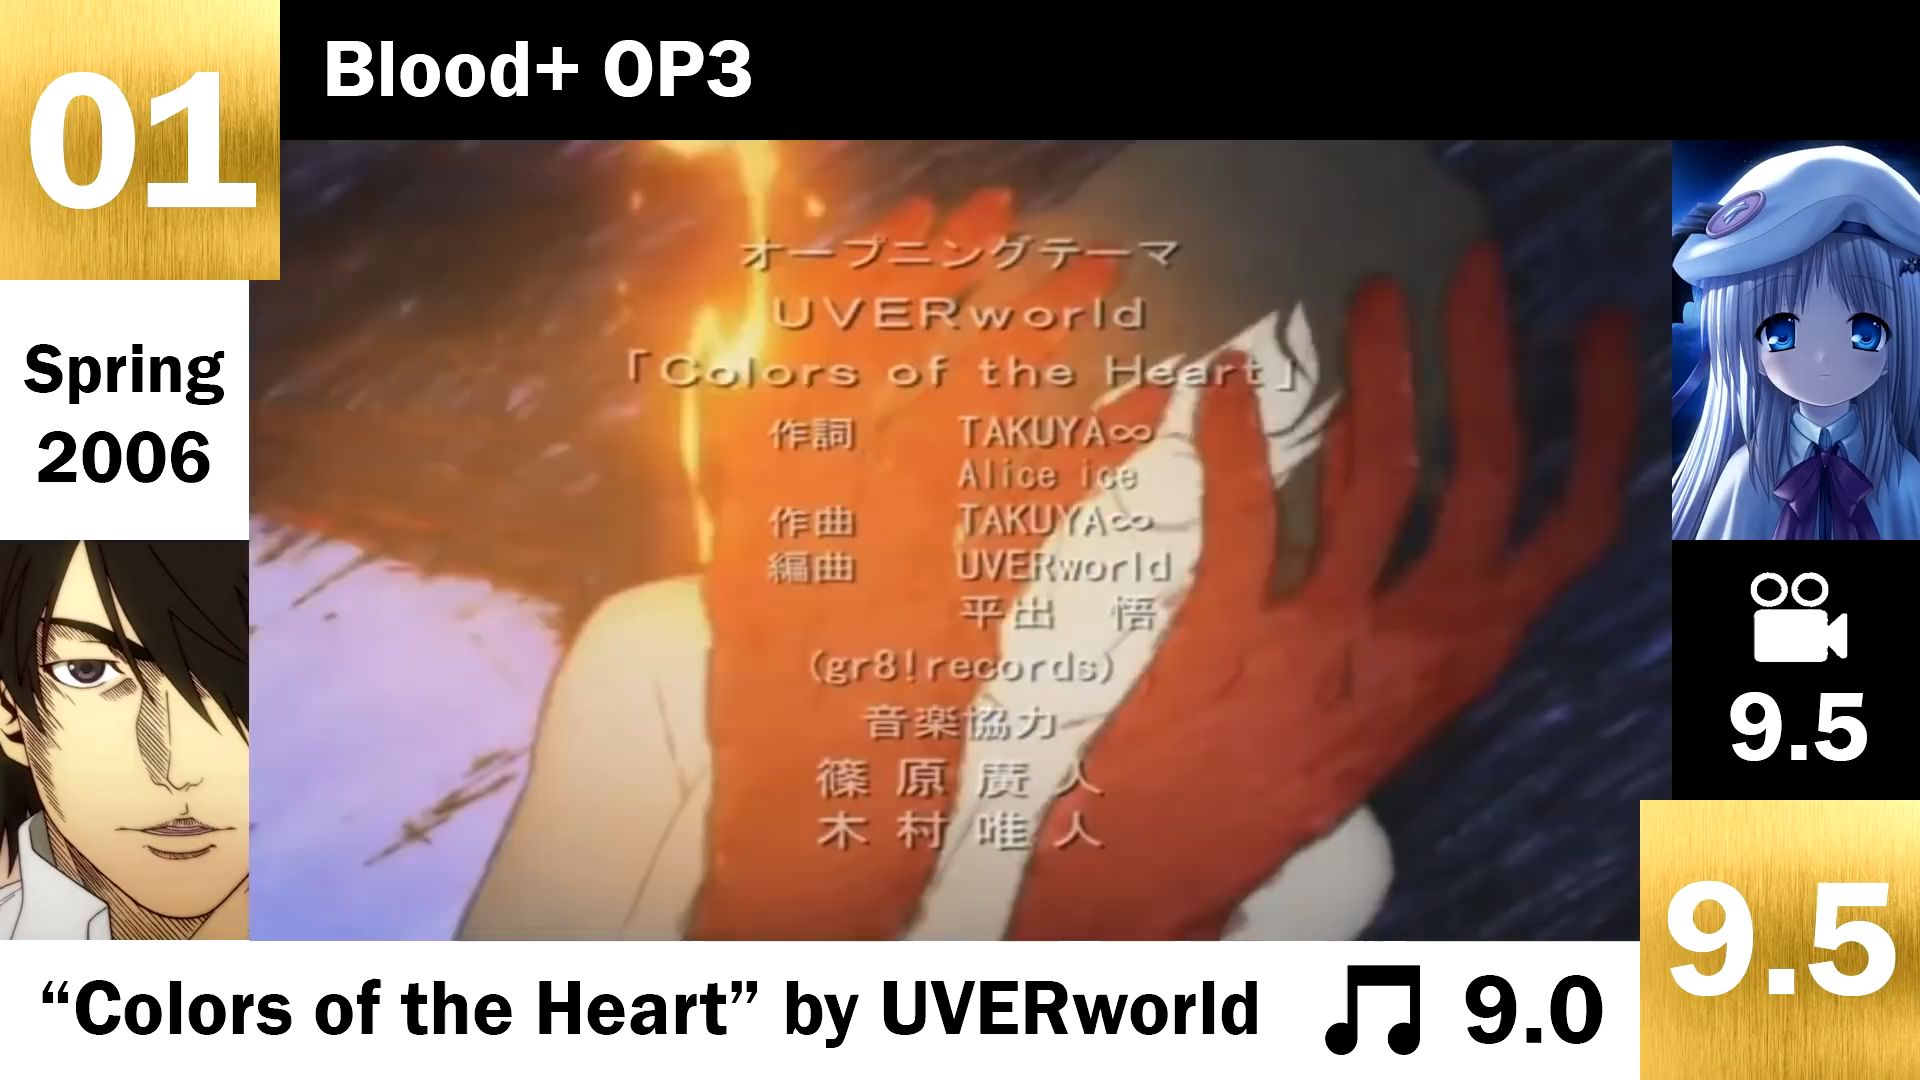 01
Blood+ OP3
Spring
2006
オープニングテーマ
UVERworld
「Colors of the Heart」
作詞 TAKUYA∞
Alice ice
作曲 TAKUYA∞
編曲 UVERworld
平出 悟
(gr8!records)
音楽協力
篠原廣人
木村唯人
9.5
9.5
“Colors of the Heart” by UVERworld
9.0